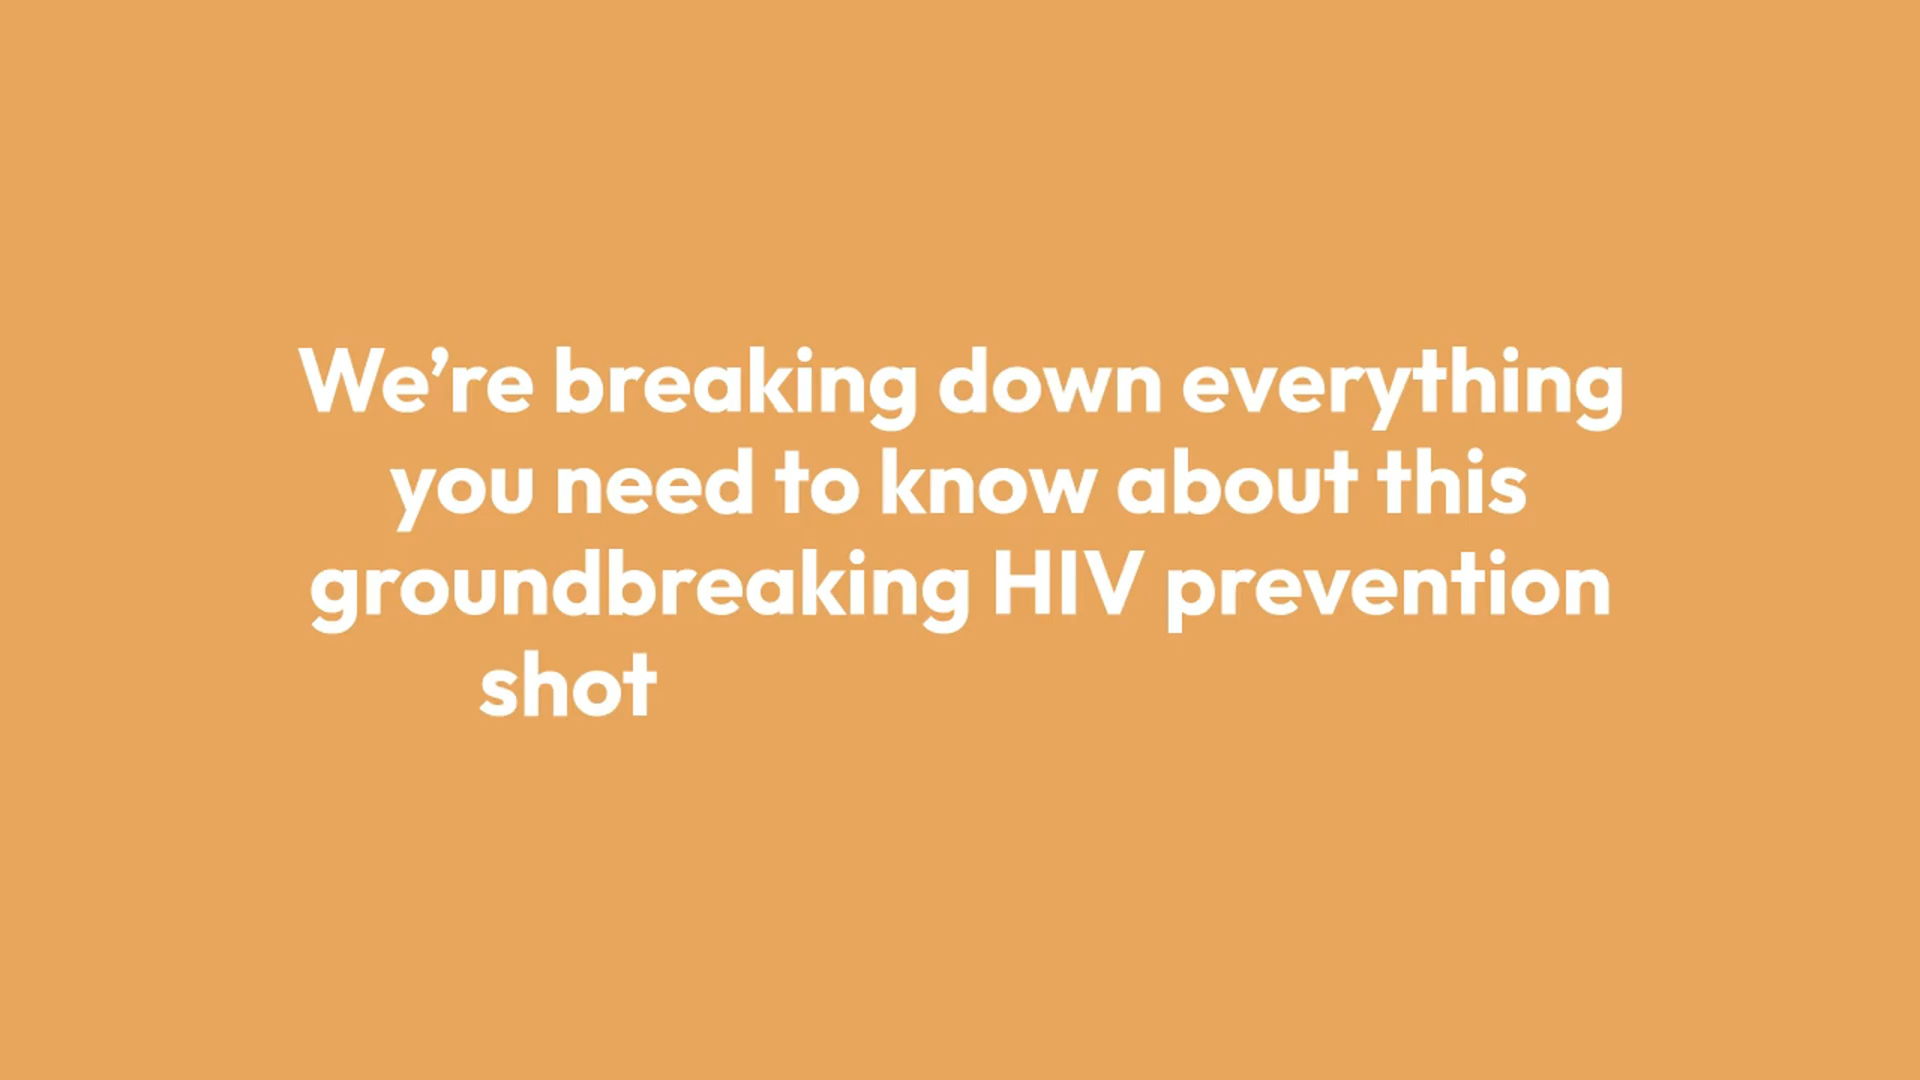 We’re breaking down everything
you need to know about this
groundbreaking HIV prevention
shot